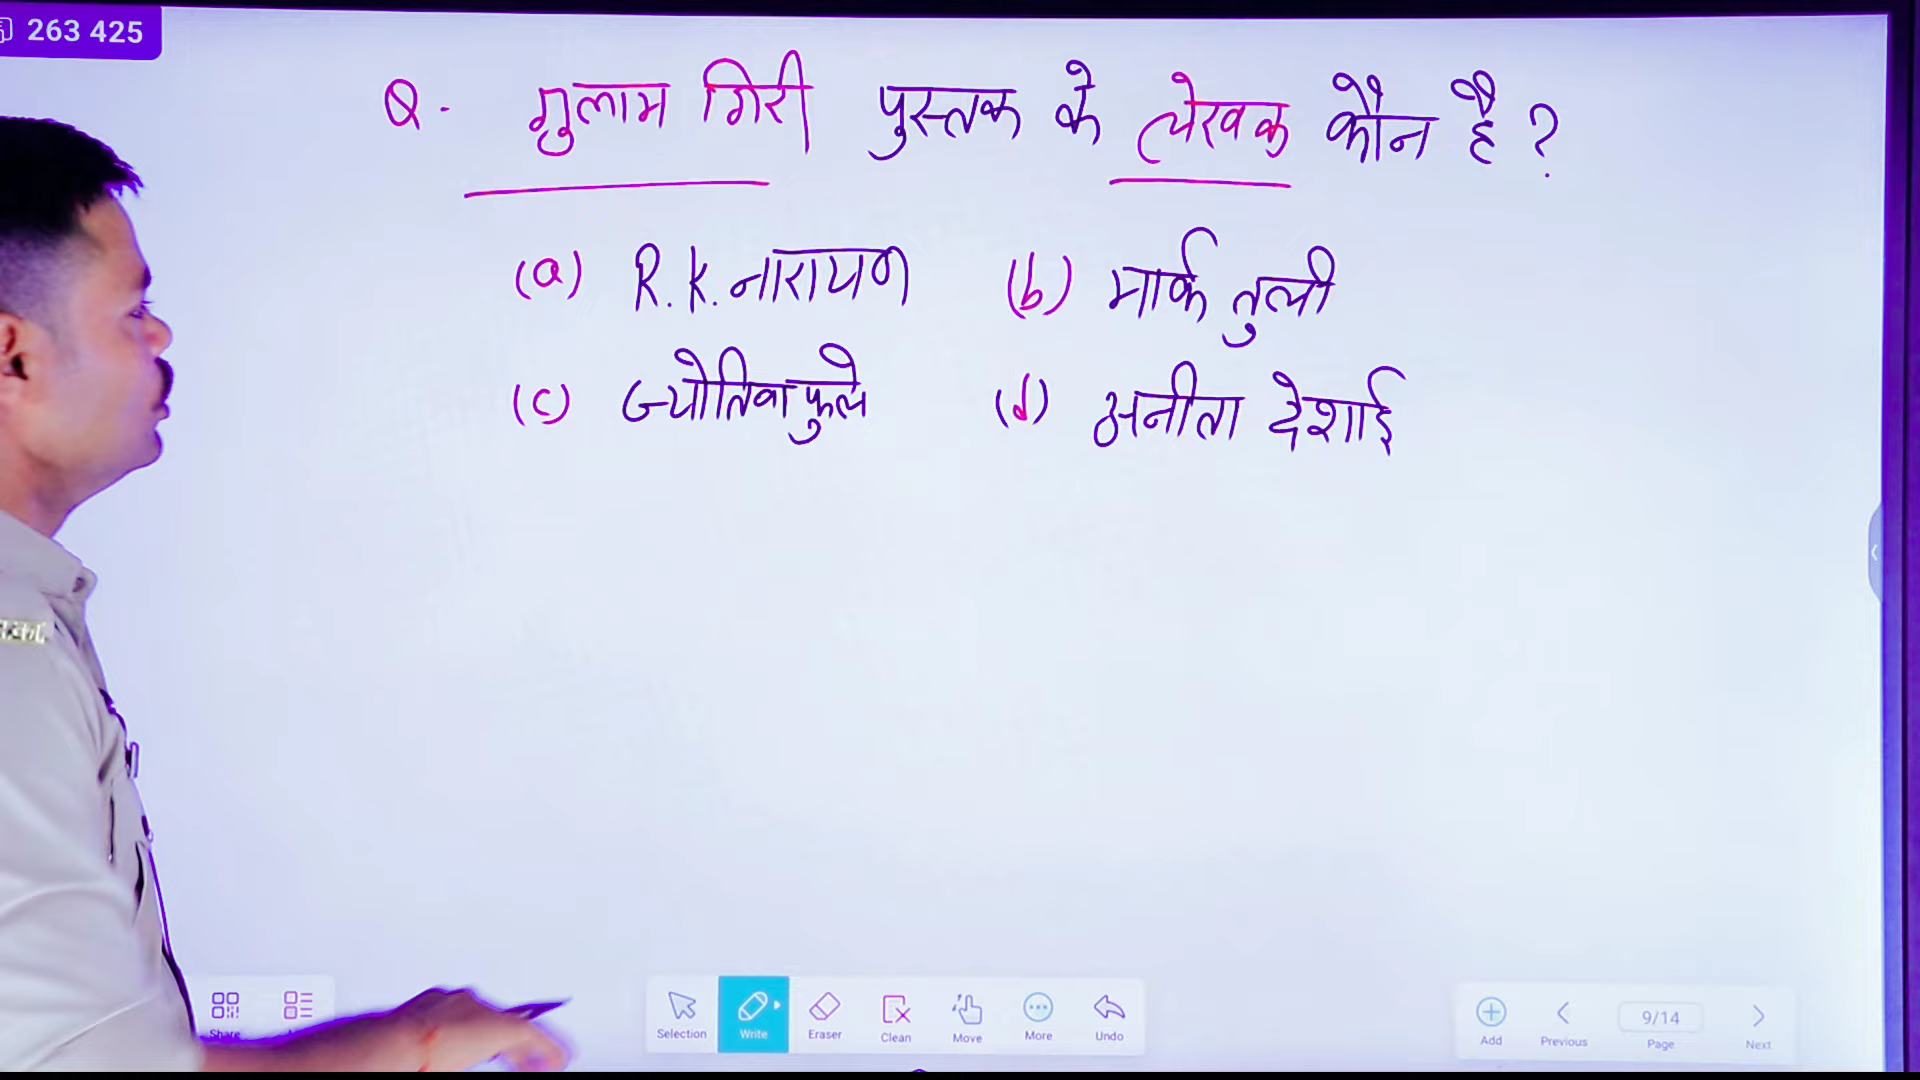 263 425
Q. गुलाम गिरी पुस्तक के लेखक कौन है ?
(a) R.K. नारायण (b) मार्क तुली
(c) ज्योतिबा फुले (d) अनीता देशाई
Share
Selection Write Eraser Clean Move More Undo
Add Previous 9/14 Page Next